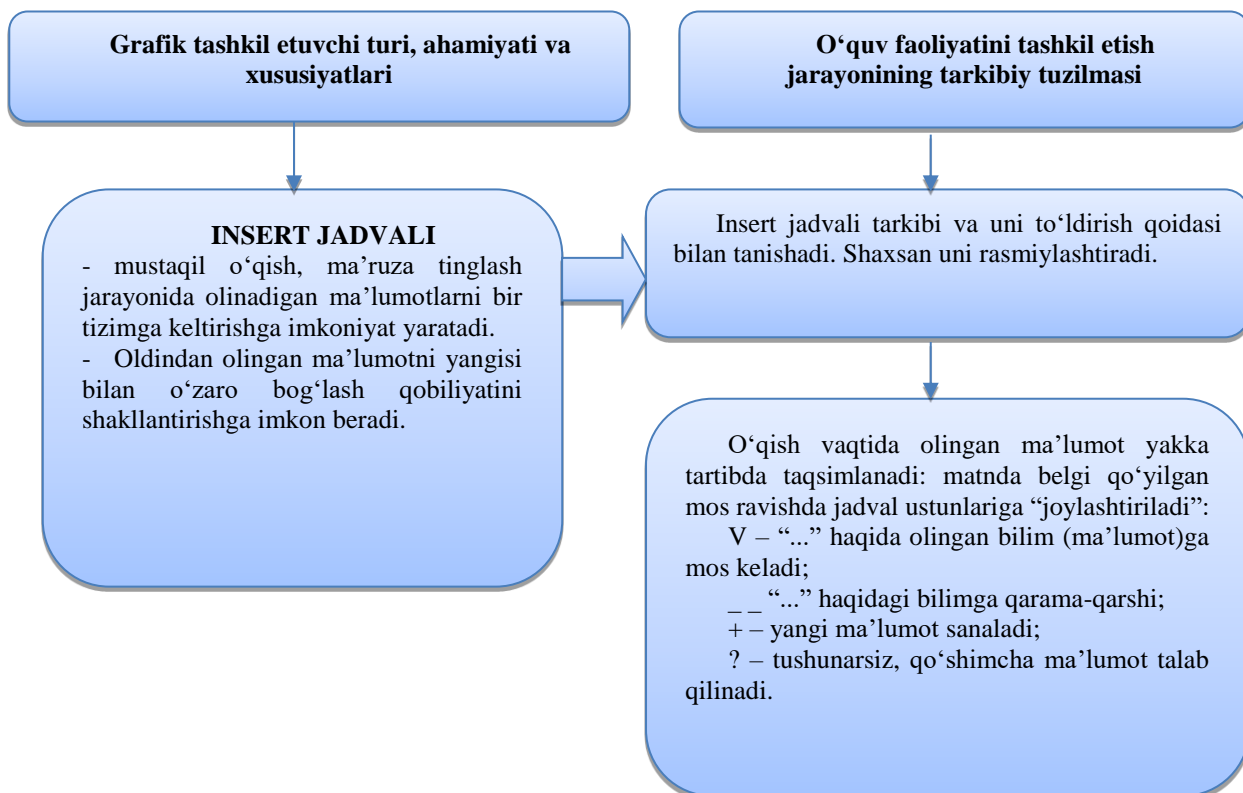 Grafik tashkil etuvchi turi, ahamiyati va
xususiyatlari
O‘quv faoliyatini tashkil etish
jarayonining tarkibiy tuzilmasi
INSERT JADVALI
- mustaqil o‘qish, ma’ruza tinglash
jarayonida olinadigan ma’lumotlarni bir
tizimga keltirishga imkoniyat yaratadi.
- Oldindan olingan ma’lumotni yangisi
bilan o‘zaro bog‘lash qobiliyatini
shakllantirishga imkon beradi.
Insert jadvali tarkibi va uni to‘ldirish qoidasi
bilan tanishadi. Shaxsan uni rasmiylashtiradi.
O‘qish vaqtida olingan ma’lumot yakka
tartibda taqsimlanadi: matnda belgi qo‘yilgan
mos ravishda jadval ustunlariga “joylashtiriladi”:
V – “...” haqida olingan bilim (ma’lumot)ga
mos keladi;
_ _ “...” haqidagi bilimga qarama-qarshi;
+ – yangi ma’lumot sanaladi;
? – tushunarsiz, qo‘shimcha ma’lumot talab
qilinadi.